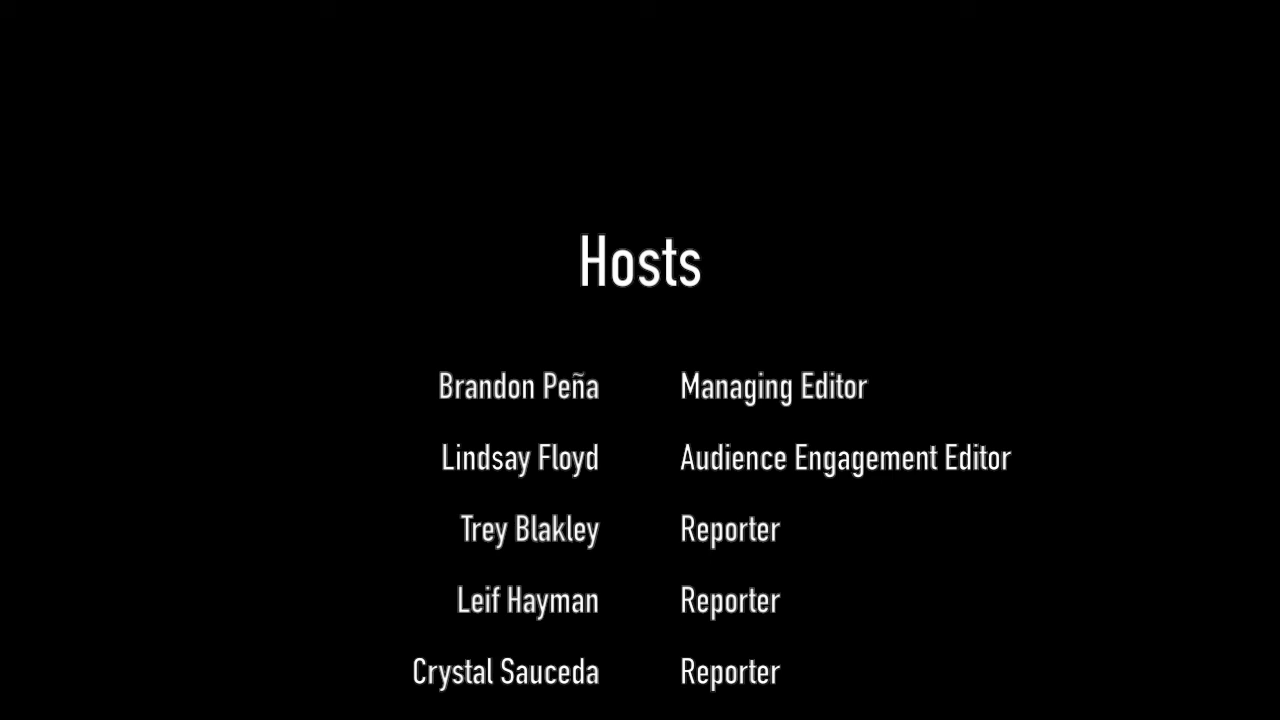 Hosts
Brandon Peña Managing Editor
Lindsay Floyd Audience Engagement Editor
Trey Blakley Reporter
Leif Hayman Reporter
Crystal Sauceda Reporter